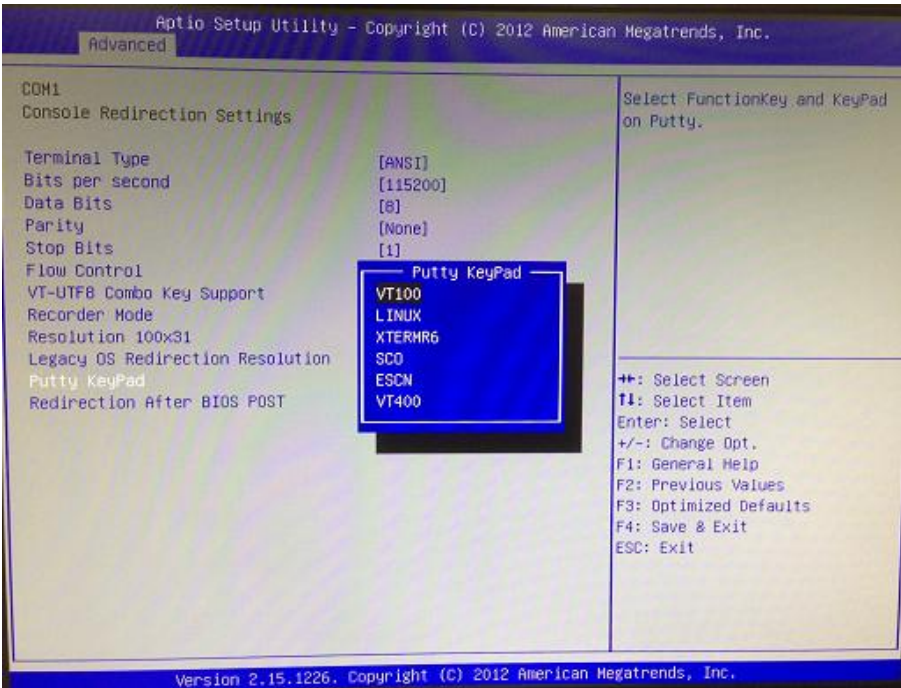 Aptio Setup Utility – Copyright (C) 2012 American Megatrends, Inc.
Advanced
COM1
Console Redirection Settings
Terminal Type [ANSI]
Bits per second [115200]
Data Bits [8]
Parity [None]
Stop Bits [1]
Flow Control
VT-UTF8 Combo Key Support
Recorder Mode
Resolution 100x31
Legacy OS Redirection Resolution
Putty KeyPad
Redirection After BIOS POST
Putty KeyPad
VT100
LINUX
XTERMR6
SCO
ESCN
VT400
Select FunctionKey and KeyPad
on Putty.
→←: Select Screen
↑↓: Select Item
Enter: Select
+/-: Change Opt.
F1: General Help
F2: Previous Values
F3: Optimized Defaults
F4: Save & Exit
ESC: Exit
Version 2.15.1226. Copyright (C) 2012 American Megatrends, Inc.